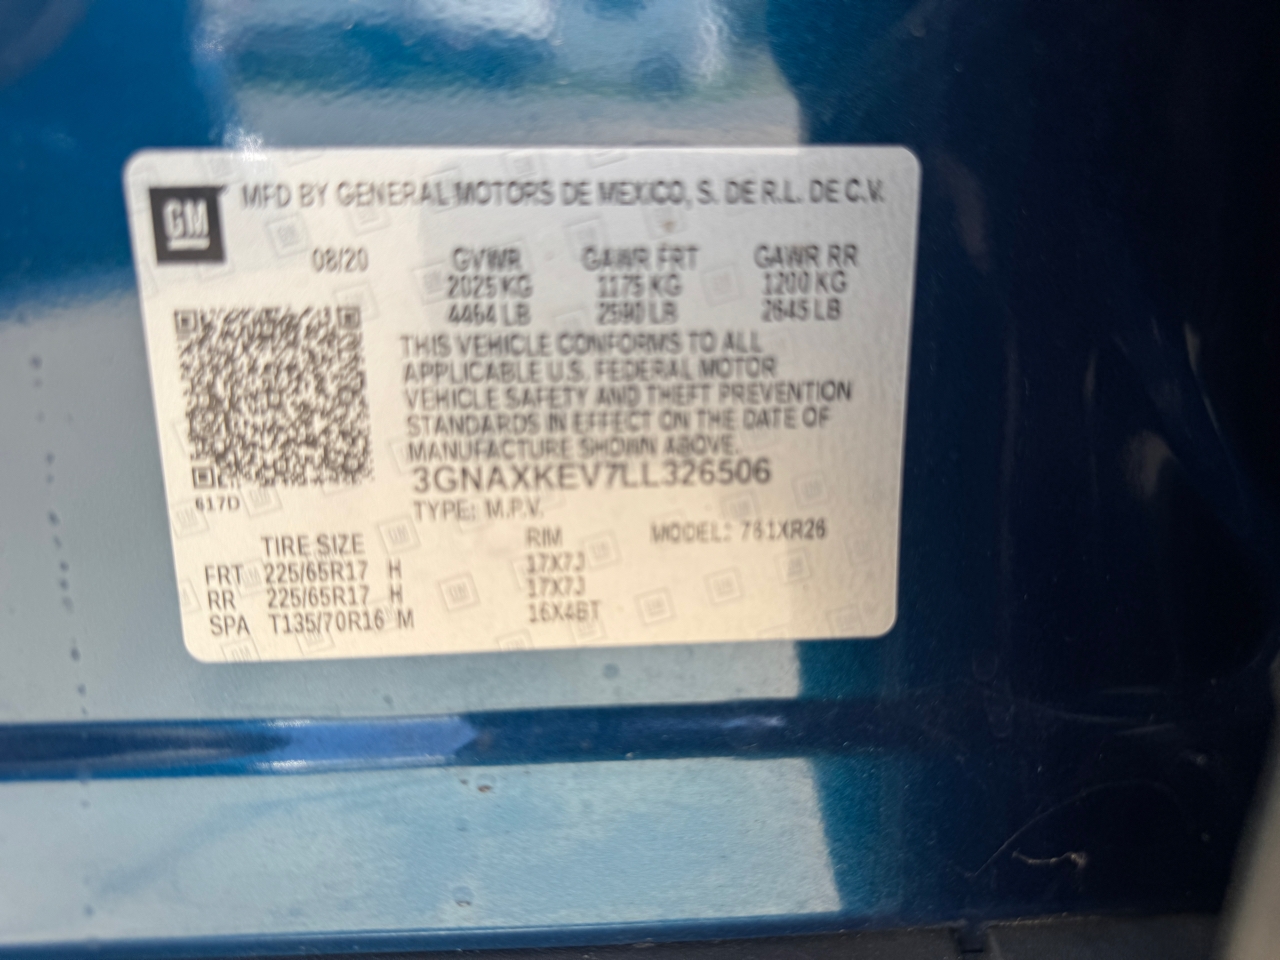 GM
MFD BY GENERAL MOTORS DE MEXICO, S. DE R.L. DE C.V.
08/20 GVWR GAWR FRT GAWR RR
2025 KG 1175 KG 1200 KG
4464 LB 2590 LB 2645 LB
THIS VEHICLE CONFORMS TO ALL
APPLICABLE U.S. FEDERAL MOTOR
VEHICLE SAFETY AND THEFT PREVENTION
STANDARDS IN EFFECT ON THE DATE OF
MANUFACTURE SHOWN ABOVE.
3GNAXKEV7LL326506
617D
TYPE: M.P.V.
TIRE SIZE RIM MODEL: 761XR26
FRT 225/65R17 H 17X7J
RR 225/65R17 H 17X7J
SPA T135/70R16 M 16X4BT